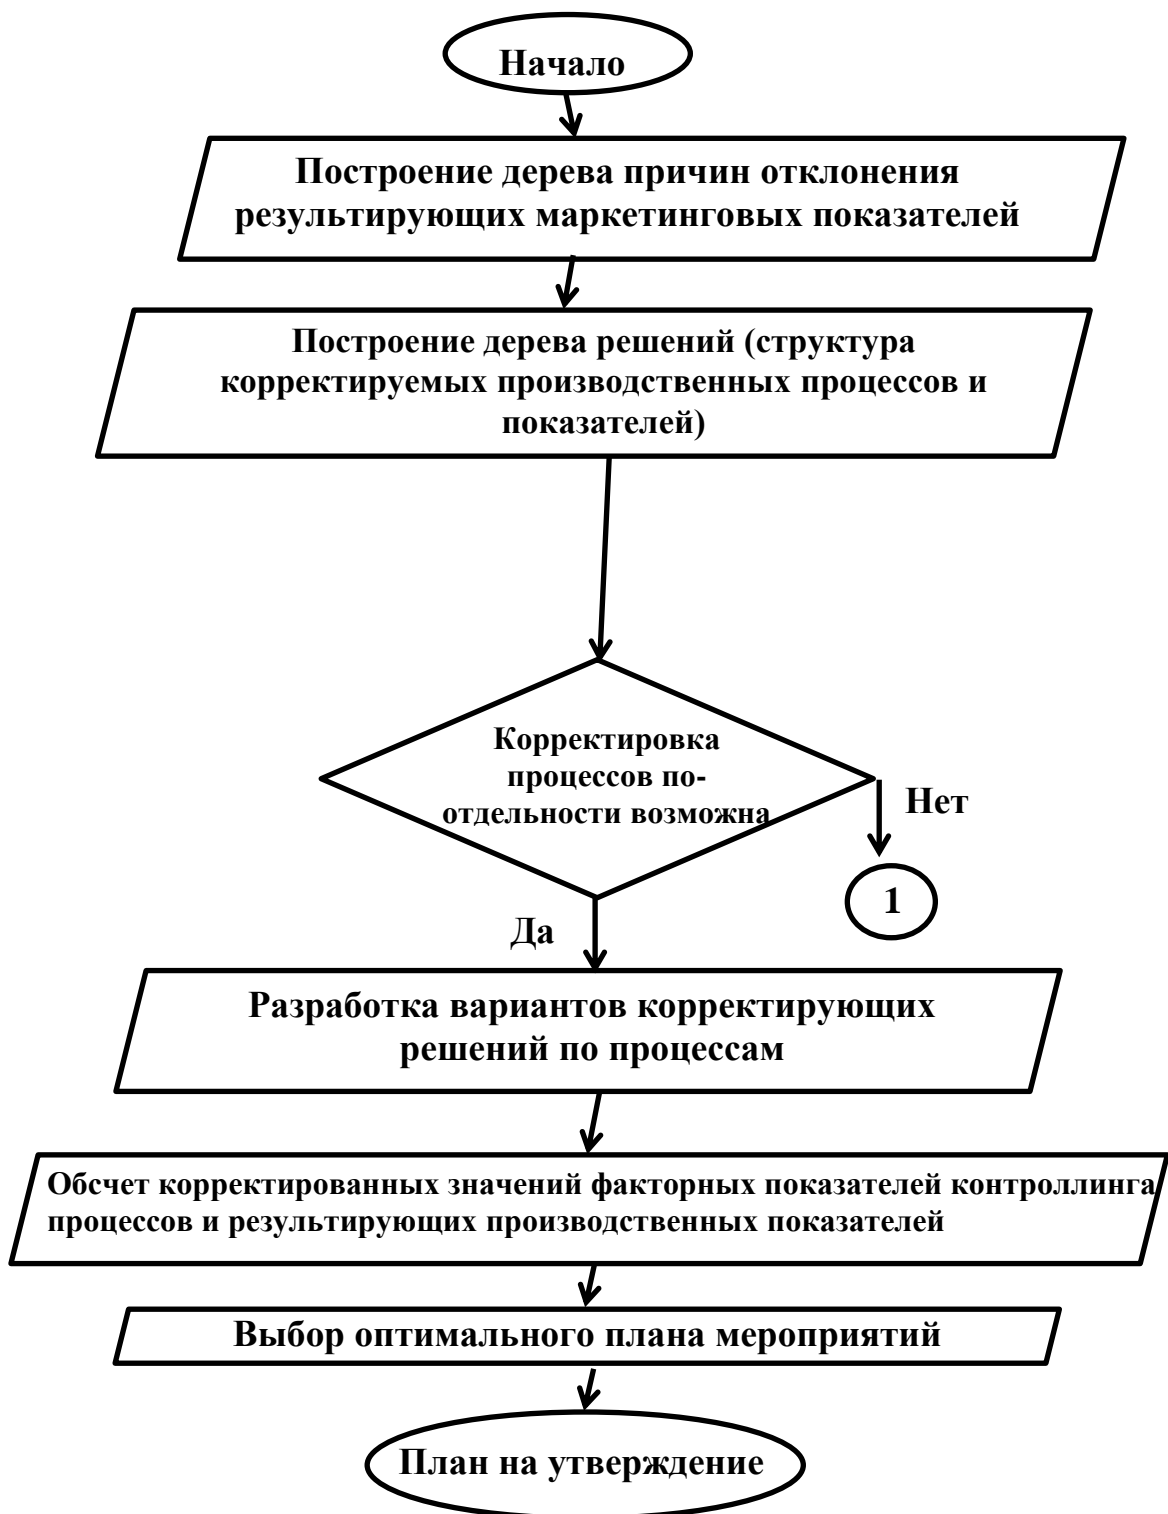 Начало
Построение дерева причин отклонения
результирующих маркетинговых показателей
Построение дерева решений (структура
корректируемых производственных процессов и
показателей)
Корректировка
процессов по-
отдельности возможна
Нет
1
Да
Разработка вариантов корректирующих
решений по процессам
Обсчет корректированных значений факторных показателей контроллинга
процессов и результирующих производственных показателей
Выбор оптимального плана мероприятий
План на утверждение